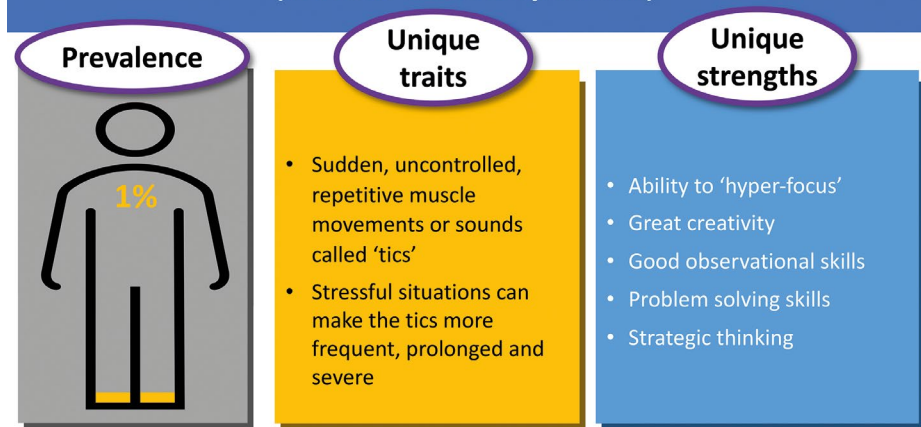 Prevalence
1%
Unique
traits
• Sudden, uncontrolled,
repetitive muscle
movements or sounds
called ‘tics’
• Stressful situations can
make the tics more
frequent, prolonged and
severe
Unique
strengths
• Ability to ‘hyper-focus’
• Great creativity
• Good observational skills
• Problem solving skills
• Strategic thinking